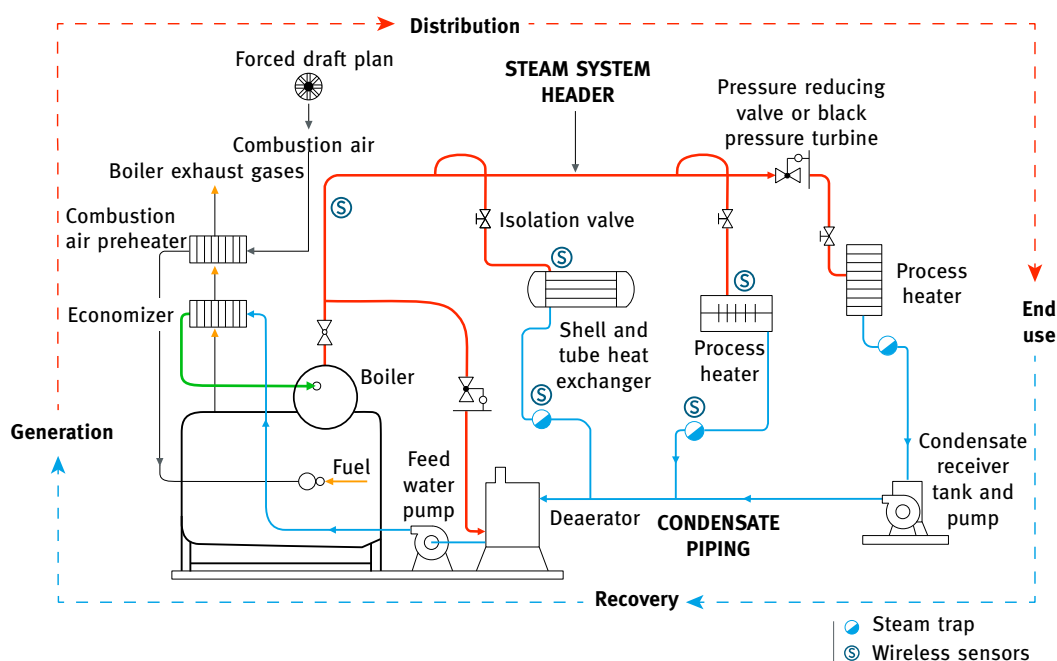 Distribution
Forced draft plan
STEAM SYSTEM
HEADER
Pressure reducing
valve or black
pressure turbine
Combustion air
Boiler exhaust gases
Combustion
air preheater
S
Isolation valve
S
S
Process
heater
Economizer
End
use
Shell and
tube heat
exchanger
Process
heater
Boiler
S
S
Generation
Fuel
Feed
water
pump
Condensate
receiver
tank and
pump
Deaerator
CONDENSATE
PIPING
Recovery
Steam trap
S Wireless sensors